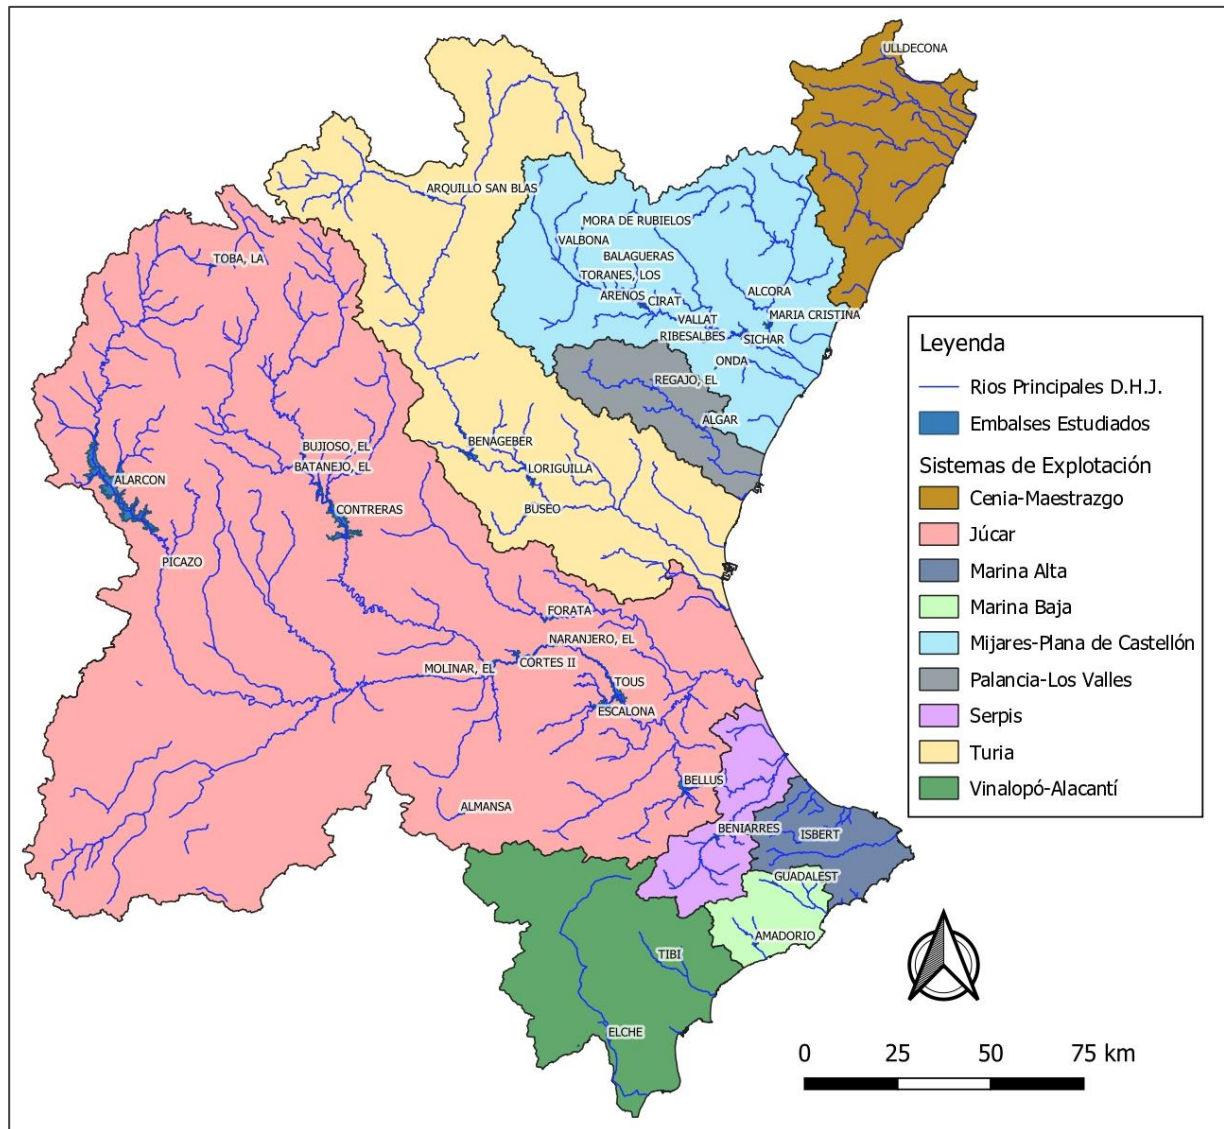 ULLDECONA
ARQUILLO SAN BLAS
MORA DE RUBIELOS
VALBONA
TOBA, LA
BALAGUERAS
TORANES, LOS
ALCORA
ARENOS
CIRAT
MARIA CRISTINA
VALLAT
RIBESALBES
SICHAR
ONDA
REGAJO, EL
ALGAR
BENAGEBER
BUJIOSO, EL
BATANEJO, EL
LORIGUILLA
ALARCON
CONTRERAS
BUSEO
PICAZO
FORATA
NARANJERO, EL
CORTES II
MOLINAR, EL
TOUS
ESCALONA
BELLUS
ALMANSA
BENIARRES
ISBERT
GUADALEST
AMADORIO
TIBI
ELCHE
Leyenda
Rios Principales D.H.J.
Embalses Estudiados
Sistemas de Explotación
Cenia-Maestrazgo
Júcar
Marina Alta
Marina Baja
Mijares-Plana de Castellón
Palancia-Los Valles
Serpis
Turia
Vinalopó-Alacantí
0 25 50 75 km